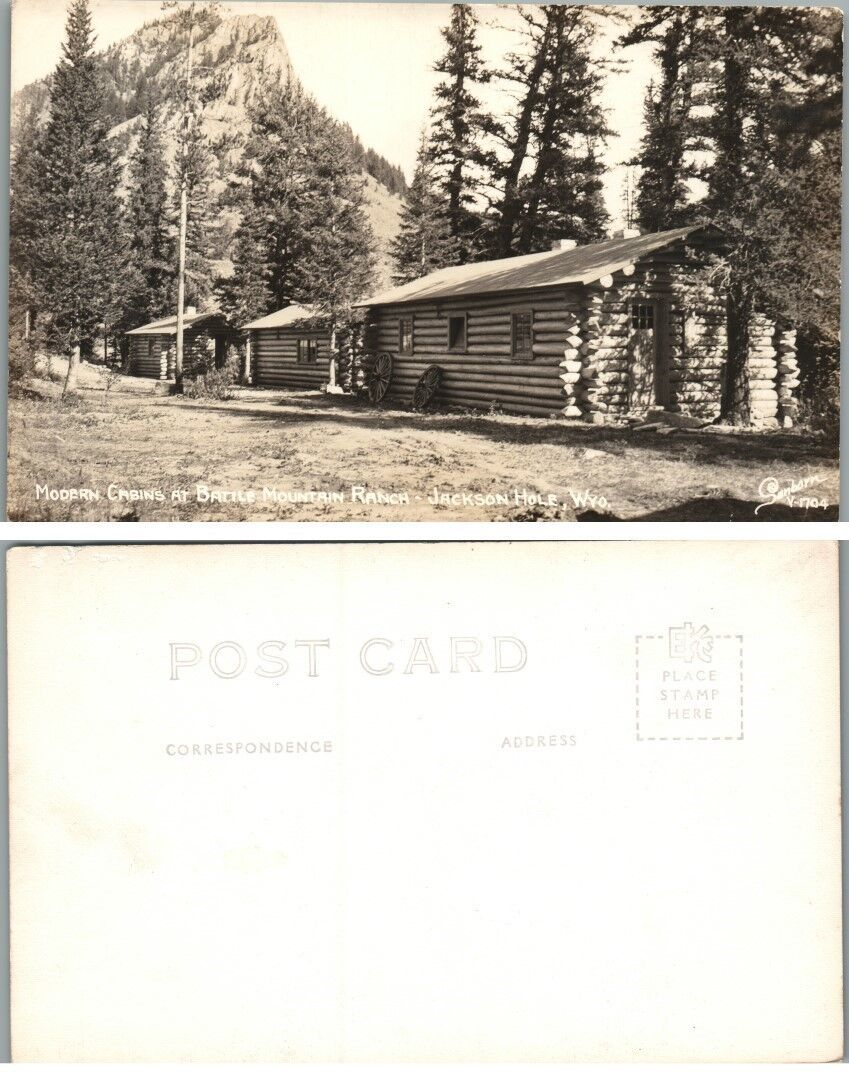 Modern Cabins at Battle Mountain Ranch - Jackson Hole, Wyo.
Sanborn
Y-1704
POST CARD
EKC
PLACE
STAMP
HERE
CORRESPONDENCE
ADDRESS